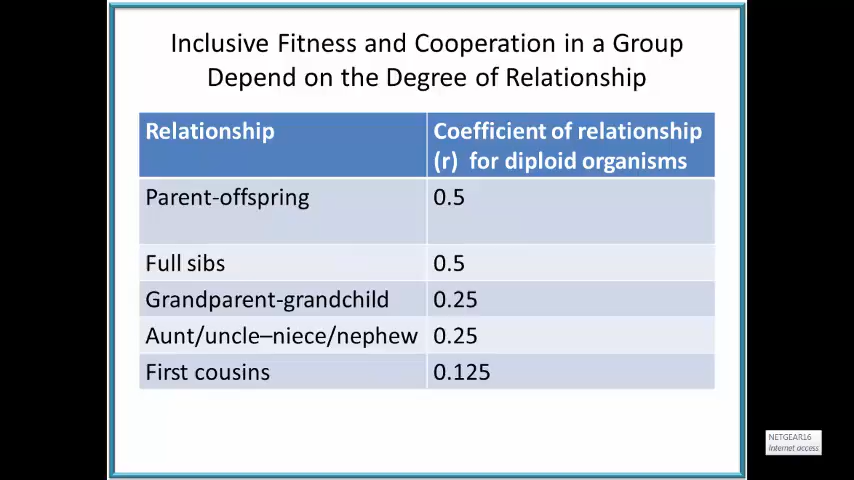 Inclusive Fitness and Cooperation in a Group
Depend on the Degree of Relationship
Relationship
Coefficient of relationship
(r) for diploid organisms
Parent-offspring 0.5
Full sibs 0.5
Grandparent-grandchild 0.25
Aunt/uncle–niece/nephew 0.25
First cousins 0.125
NETGEAR16
Internet access